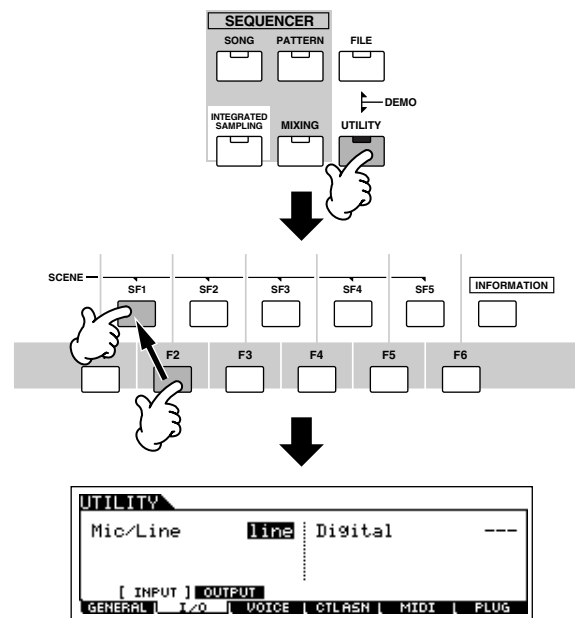 SEQUENCER
SONG PATTERN FILE
DEMO
INTEGRATED SAMPLING MIXING UTILITY
SCENE
SF1 SF2 SF3 SF4 SF5 INFORMATION
F2 F3 F4 F5 F6
UTILITY
Mic/Line line Digital ---
[ INPUT ] OUTPUT
GENERAL I/O VOICE CTLASN MIDI PLUG